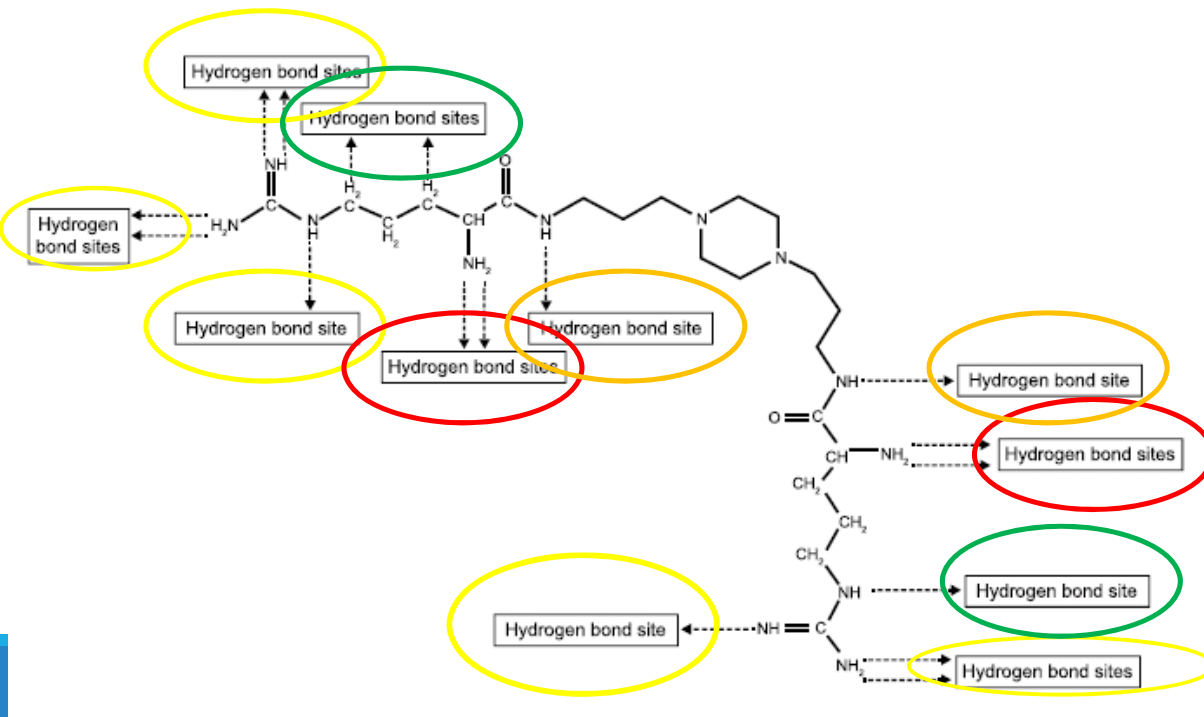 Hydrogen bond sites
Hydrogen bond sites
NH
O
H₂
H₂
Hydrogen
bond sites
H₂N
C
N
H
C
C
H₂
C
CH
C
N
H
N
NH₂
N
Hydrogen bond site
Hydrogen bond site
Hydrogen bond sites
NH
Hydrogen bond site
O
C
CH
NH₂
Hydrogen bond sites
CH₂
CH₂
CH₂
NH
Hydrogen bond site
Hydrogen bond site
NH
C
NH₂
Hydrogen bond sites